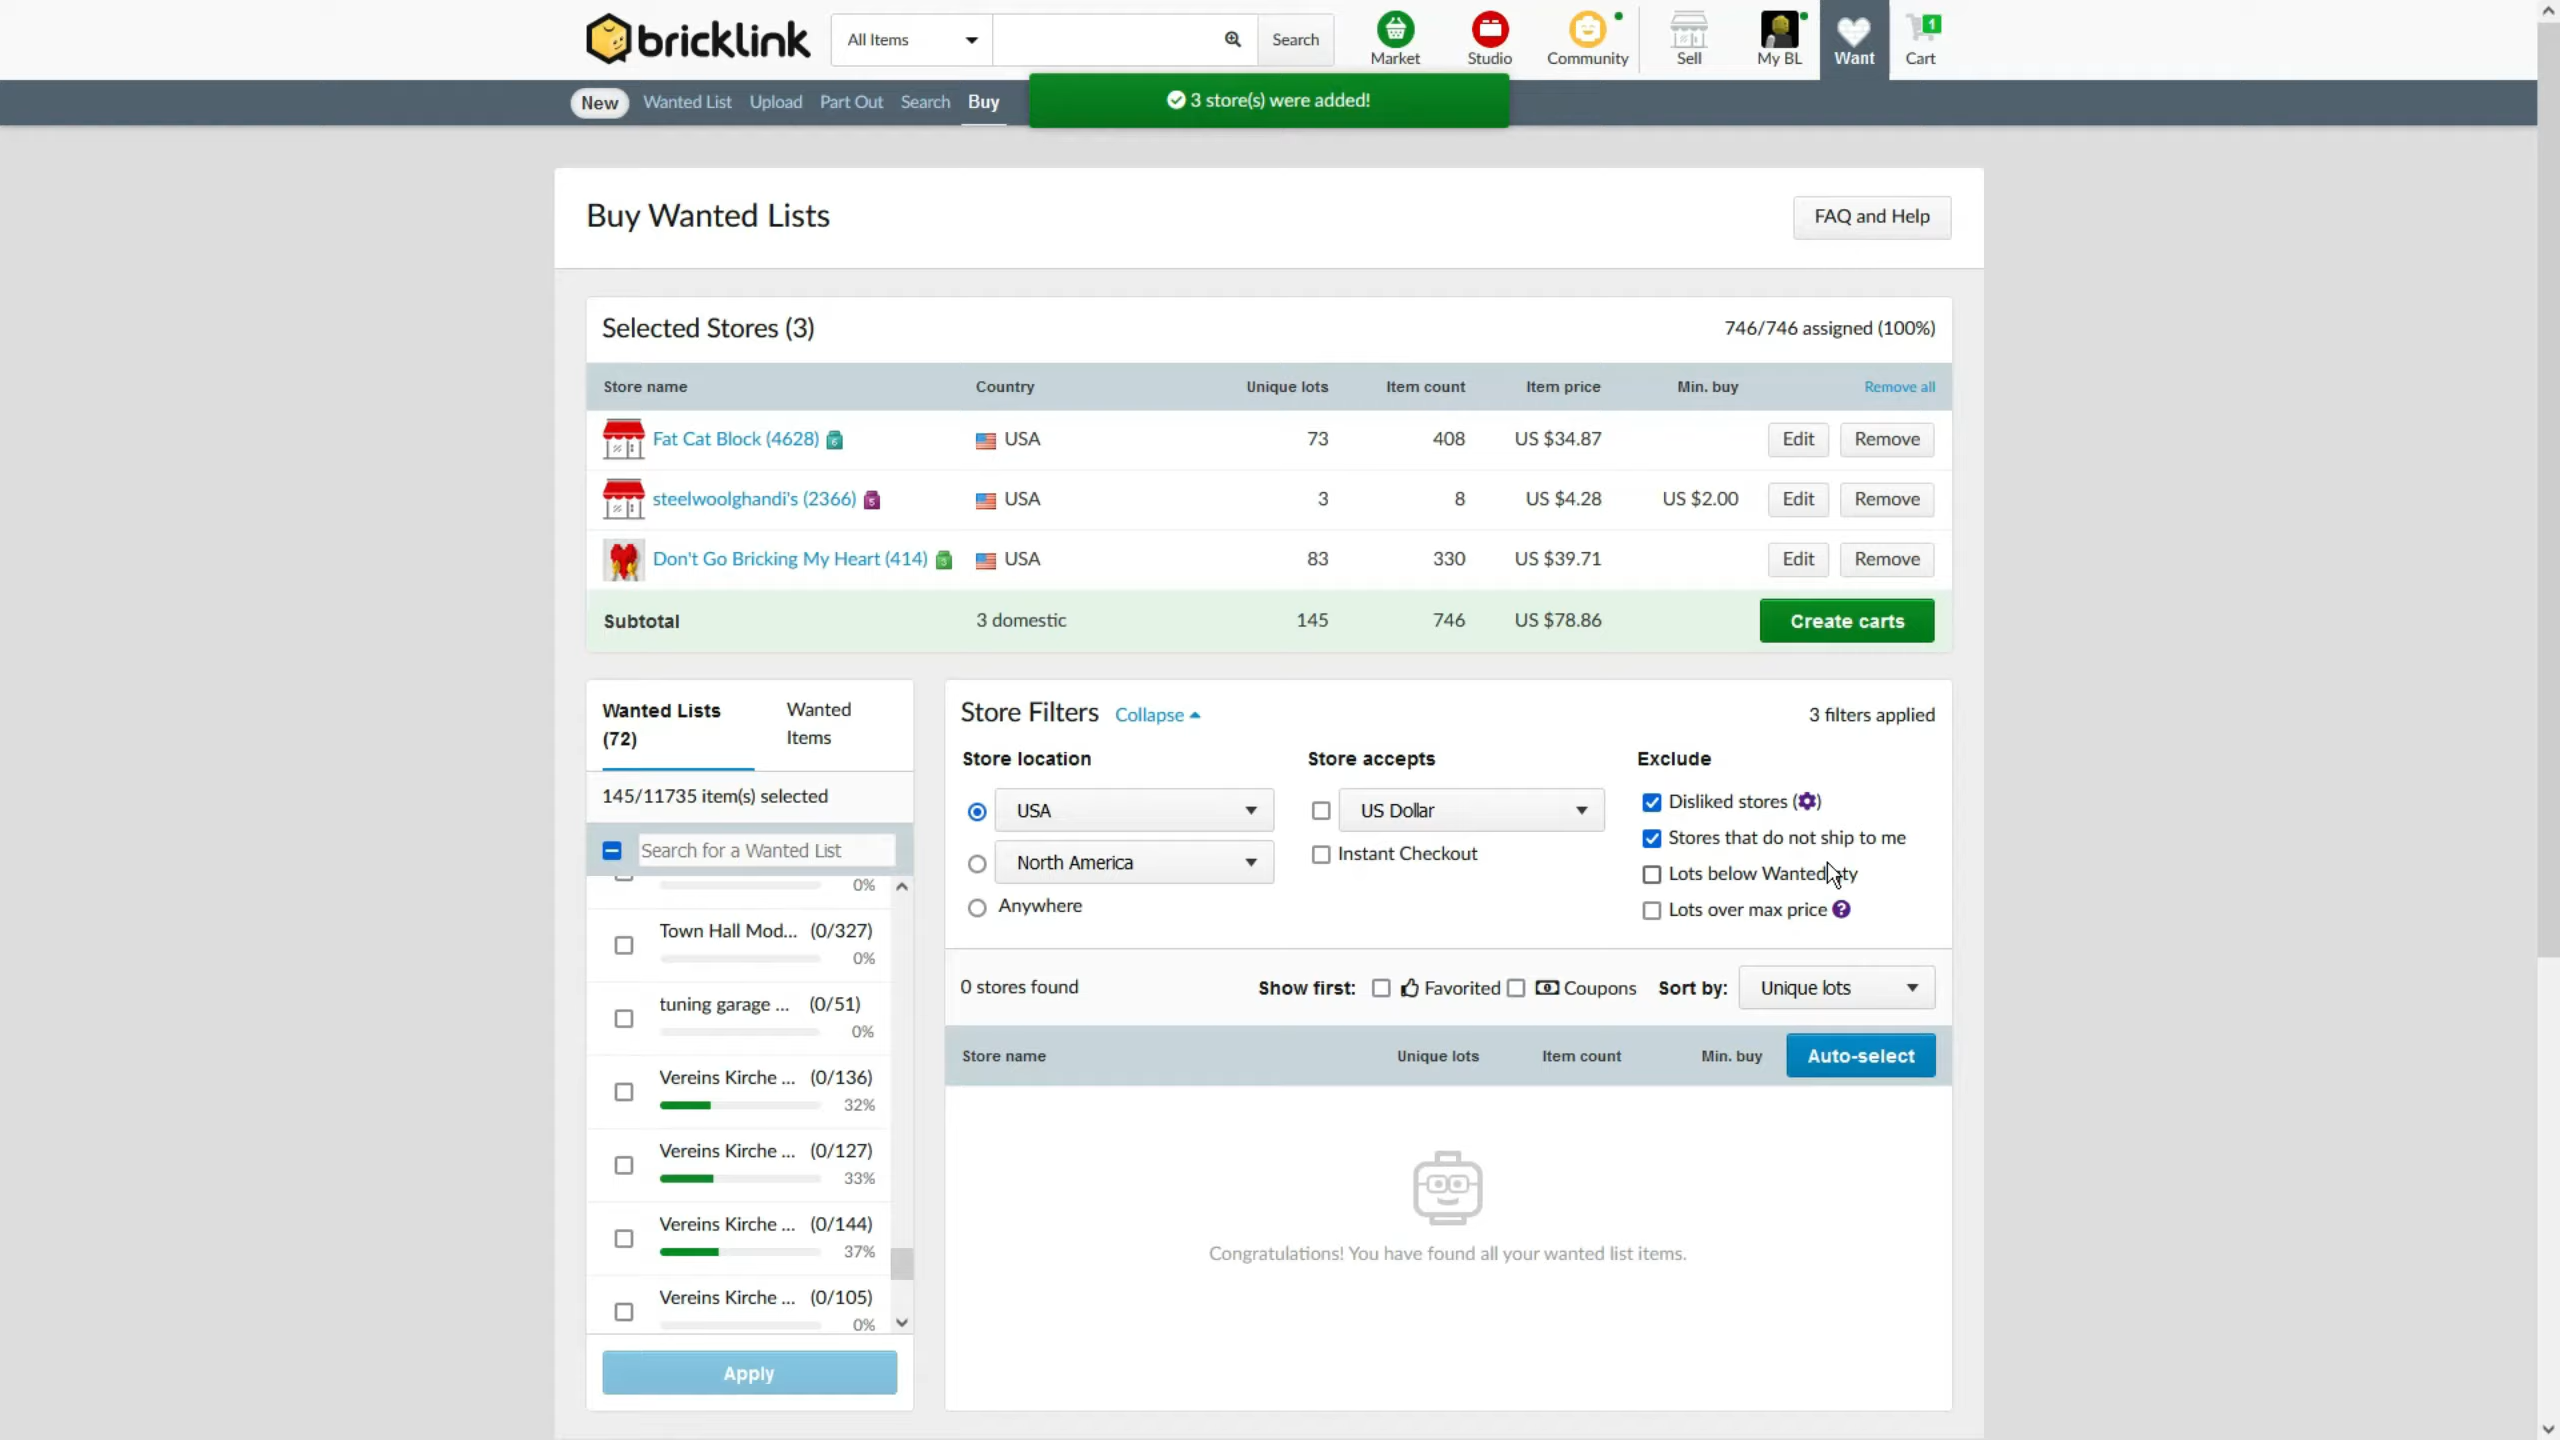 bricklink
All Items
Search
Market
Studio
Community
Sell
My BL
Want
1
Cart
New
Wanted List
Upload
Part Out
Search
Buy
3 store(s) were added!
Buy Wanted Lists
FAQ and Help
Selected Stores (3)
746/746 assigned (100%)
Store name Country Unique lots Item count Item price Min. buy Remove all
Fat Cat Block (4628) USA 73 408 US $34.87 Edit Remove
steelwoolghandi's (2366) USA 3 8 US $4.28 US $2.00 Edit Remove
Don't Go Bricking My Heart (414) USA 83 330 US $39.71 Edit Remove
Subtotal 3 domestic 145 746 US $78.86 Create carts
Wanted Lists
(72)
Wanted
Items
145/11735 item(s) selected
Search for a Wanted List
0%
Town Hall Mod... (0/327)
0%
tuning garage ... (0/51)
0%
Vereins Kirche ... (0/136)
32%
Vereins Kirche ... (0/127)
33%
Vereins Kirche ... (0/144)
37%
Vereins Kirche ... (0/105)
0%
Apply
Store Filters Collapse
3 filters applied
Store location
USA
North America
Anywhere
Store accepts
US Dollar
Instant Checkout
Exclude
Disliked stores ( )
Stores that do not ship to me
Lots below Wanted
Lots over max price ?
0 stores found
Show first: Favorited Coupons Sort by: Unique lots
Store name Unique lots Item count Min. buy Auto-select
Congratulations! You have found all your wanted list items.